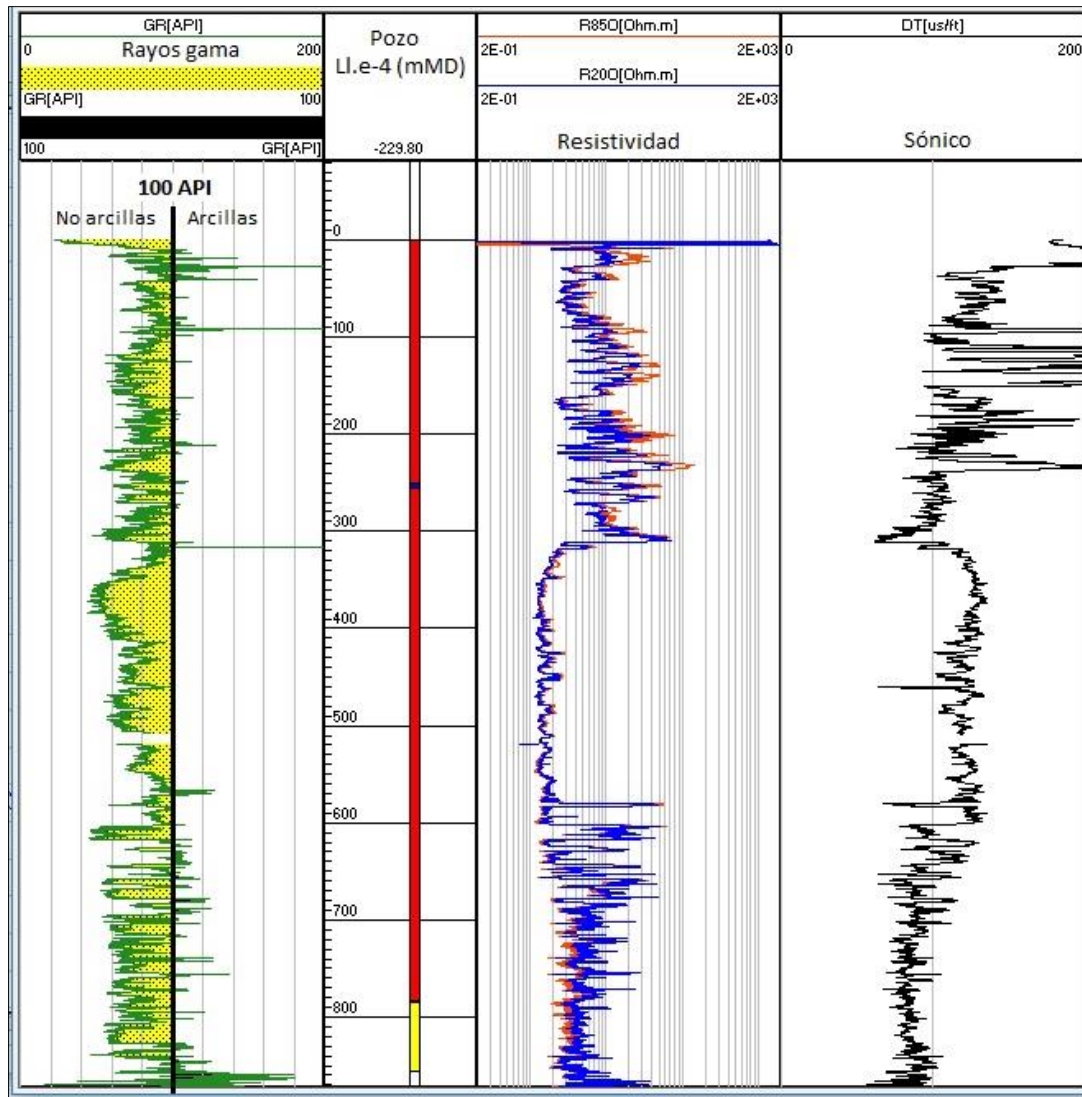 GR[API]
0 Rayos gama 200
GR[API] 100
100 GR[API]
Pozo
Ll.e-4 (mMD)
-229.80
R85O[Ohm.m]
2E-01 2E+03
R20O[Ohm.m]
2E-01 2E+03
Resistividad
DT[us/ft]
0 200
Sónico
100 API
No arcillas Arcillas
0
100
200
300
400
500
600
700
800